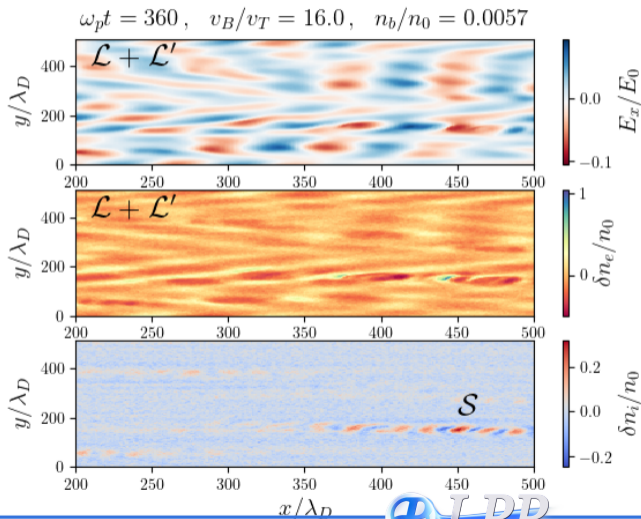 ω_p t = 360 , v_B/v_T = 16.0 , n_b/n_0 = 0.0057
ℒ + ℒ′
400
200
0
y/λ_D
200 250 300 350 400 450 500
0.0
−0.1
E_x/E_0
ℒ + ℒ′
400
200
0
y/λ_D
200 250 300 350 400 450 500
1
0
δn_e/n_0
𝒮
400
200
0
y/λ_D
200 250 300 350 400 450 500
x/λ_D
0.2
0.0
−0.2
δn_i/n_0
LPP